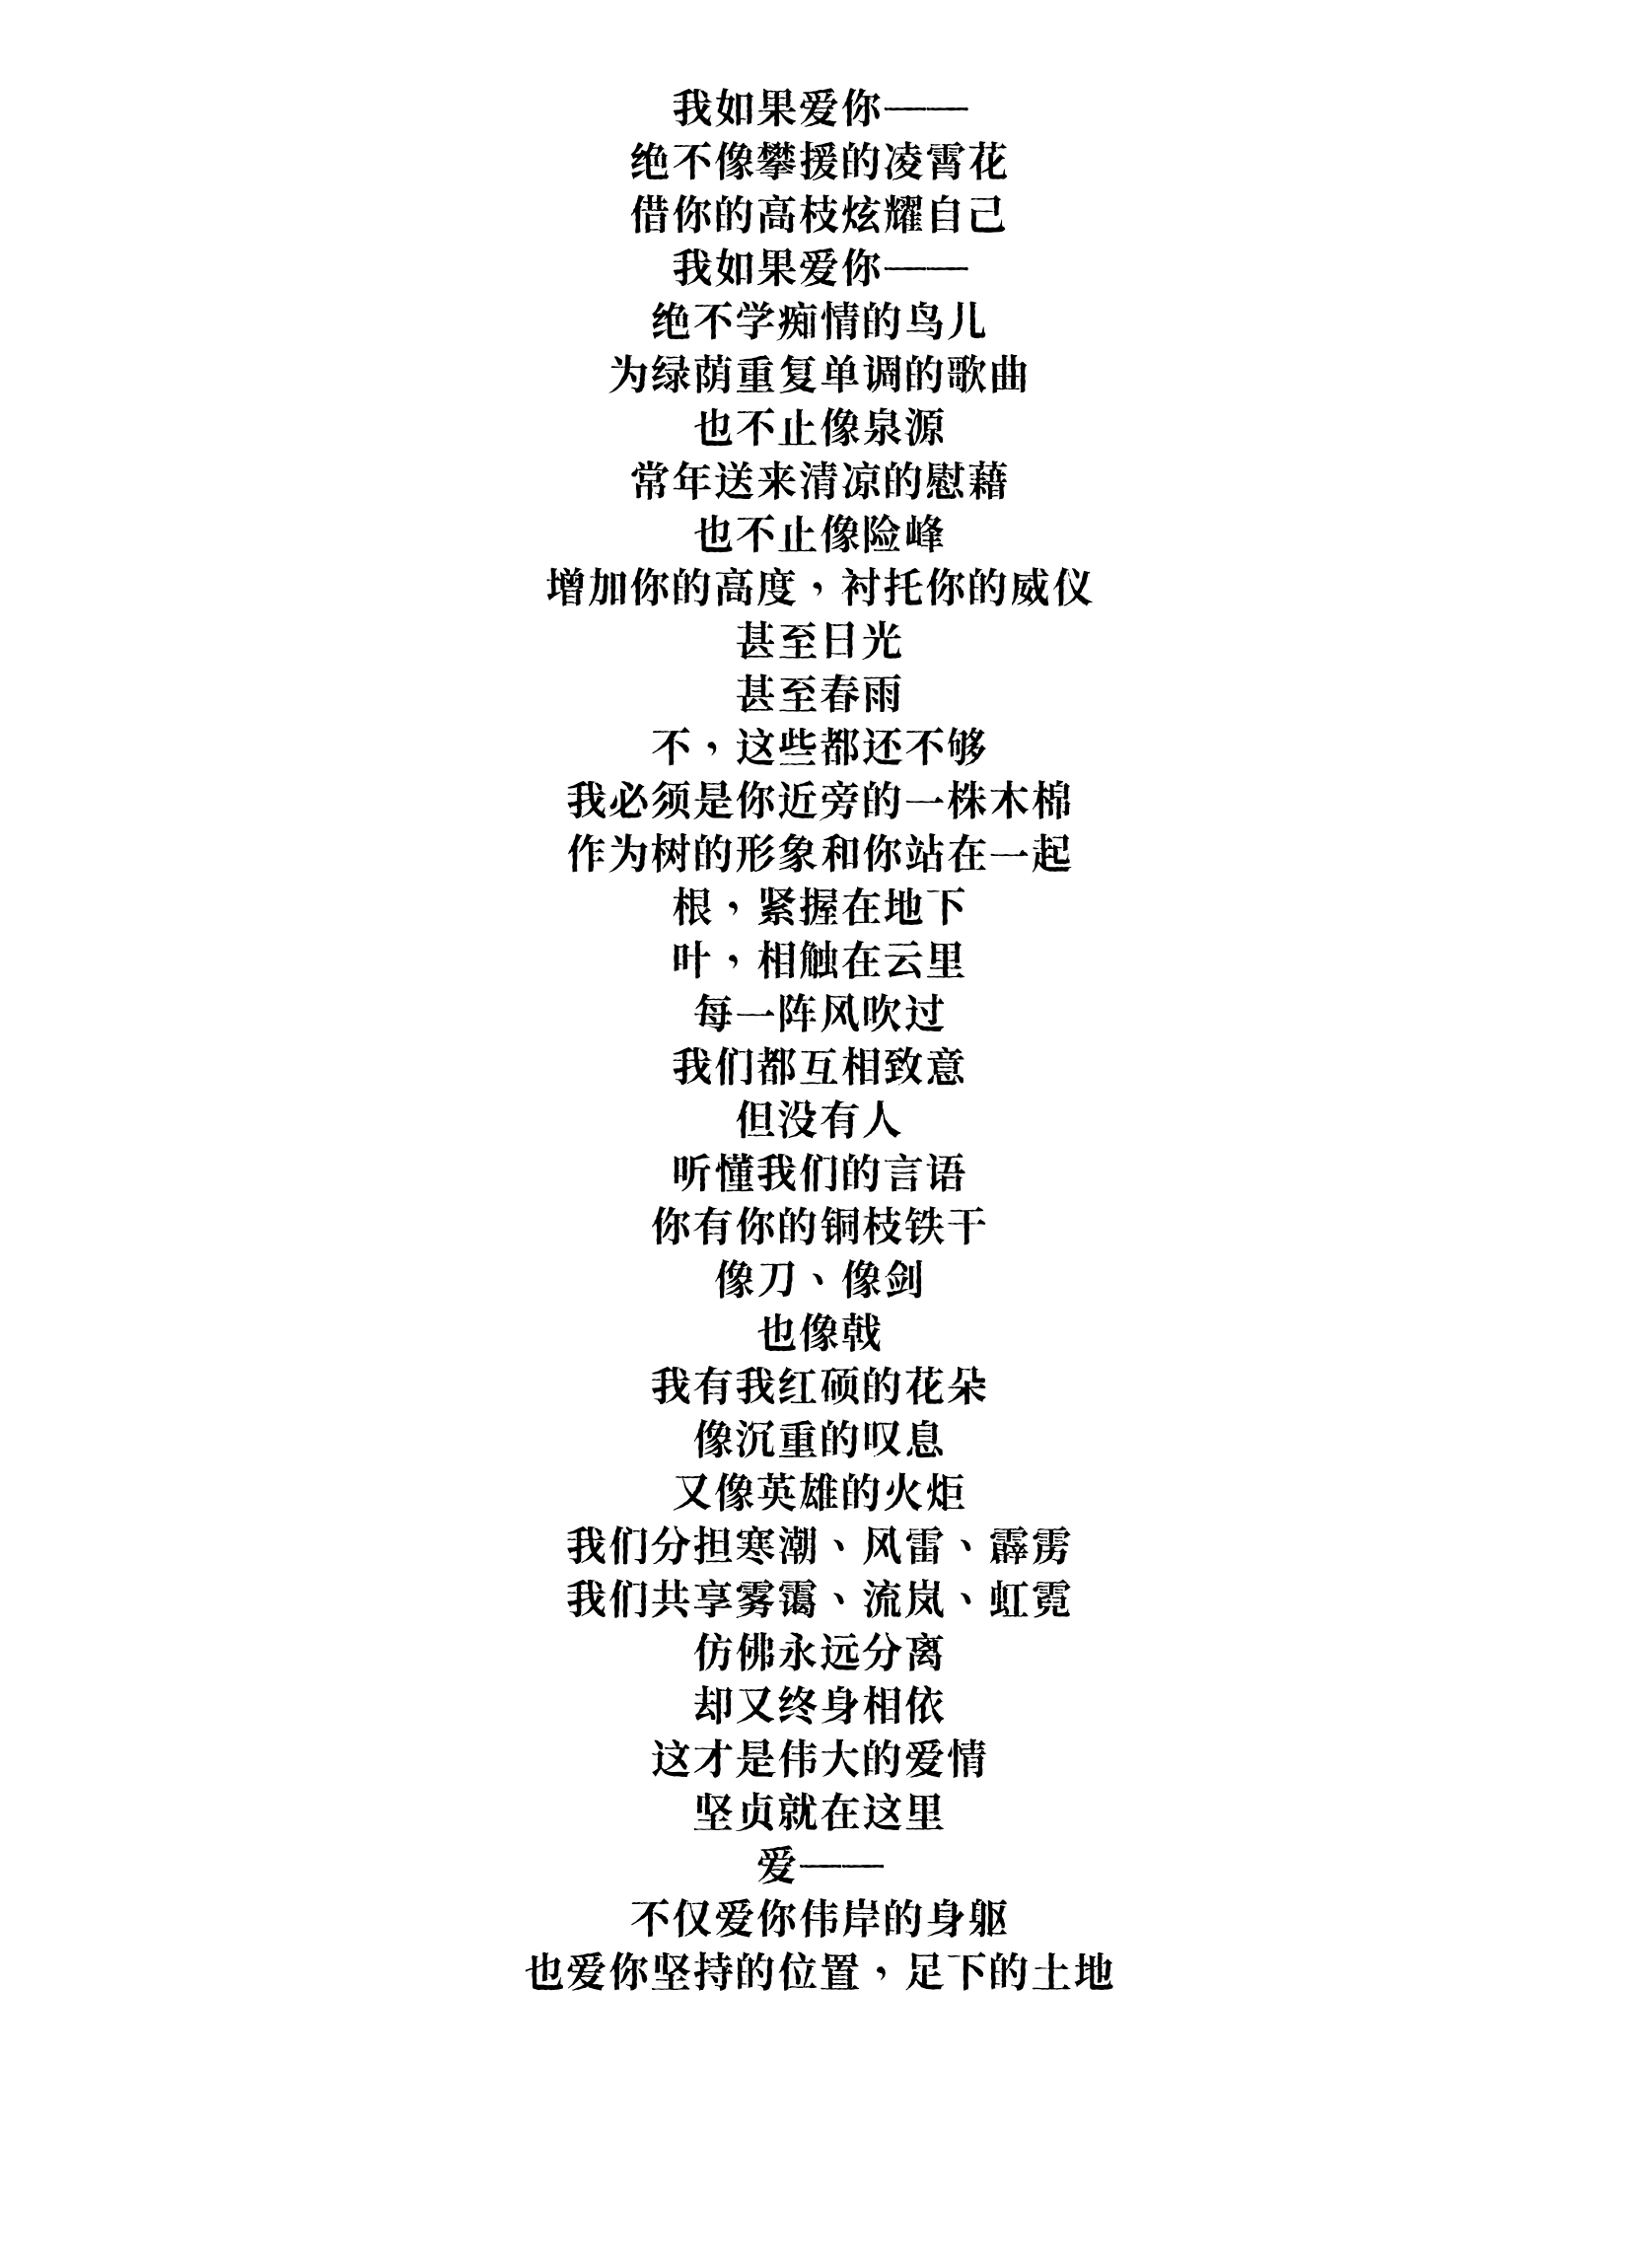 我如果爱你——
绝不像攀援的凌霄花
借你的高枝炫耀自己
我如果爱你——
绝不学痴情的鸟儿
为绿荫重复单调的歌曲
也不止像泉源
常年送来清凉的慰藉
也不止像险峰
增加你的高度，衬托你的威仪
甚至日光
甚至春雨
不，这些都还不够
我必须是你近旁的一株木棉
作为树的形象和你站在一起
根，紧握在地下
叶，相触在云里
每一阵风吹过
我们都互相致意
但没有人
听懂我们的言语
你有你的铜枝铁干
像刀、像剑
也像戟
我有我红硕的花朵
像沉重的叹息
又像英雄的火炬
我们分担寒潮、风雷、霹雳
我们共享雾霭、流岚、虹霓
仿佛永远分离
却又终身相依
这才是伟大的爱情
坚贞就在这里
爱——
不仅爱你伟岸的身躯
也爱你坚持的位置，足下的土地